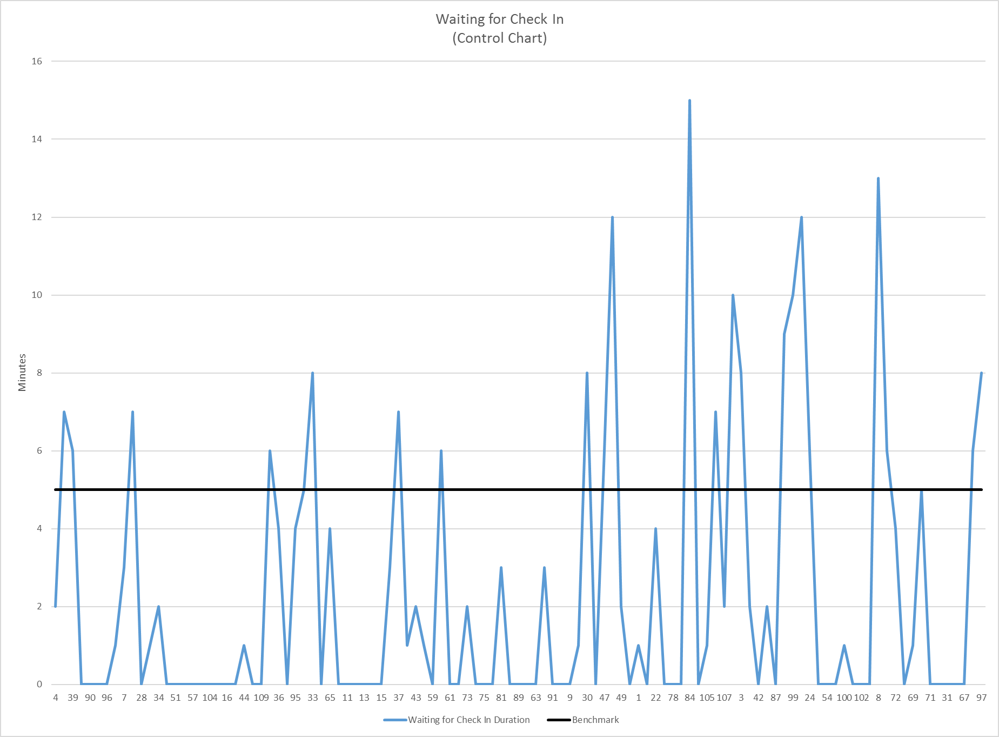 Waiting for Check In
(Control Chart)
16
14
12
10
8
6
4
2
0
Minutes
4 39 90 96 7 28 34 51 57 104 16 44 109 36 95 33 65 11 13 15 37 43 59 61 73 75 81 89 63 91 9 30 47 49 1 22 78 84 105 107 3 42 87 99 24 54 100 102 8 72 69 71 31 67 97
Waiting for Check In Duration Benchmark